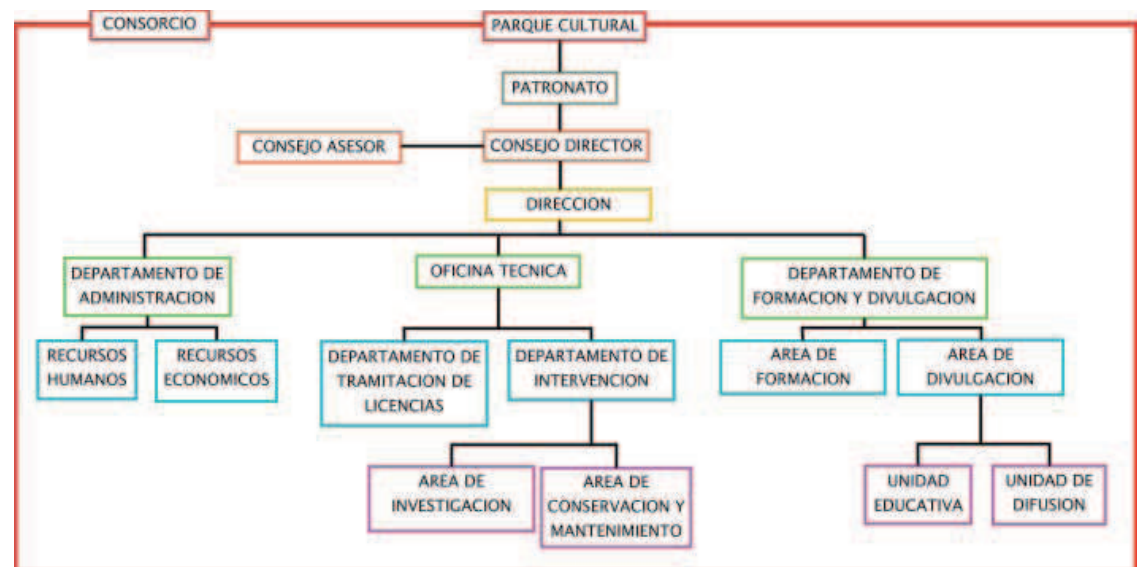 CONSORCIO
PARQUE CULTURAL
PATRONATO
CONSEJO ASESOR
CONSEJO DIRECTOR
DIRECCION
DEPARTAMENTO DE
ADMINISTRACION
OFICINA TECNICA
DEPARTAMENTO DE
FORMACION Y DIVULGACION
RECURSOS
HUMANOS
RECURSOS
ECONOMICOS
DEPARTAMENTO DE
TRAMITACION DE
LICENCIAS
DEPARTAMENTO DE
INTERVENCION
AREA DE
FORMACION
AREA DE
DIVULGACION
AREA DE
INVESTIGACION
AREA DE
CONSERVACION Y
MANTENIMIENTO
UNIDAD
EDUCATIVA
UNIDAD DE
DIFUSION